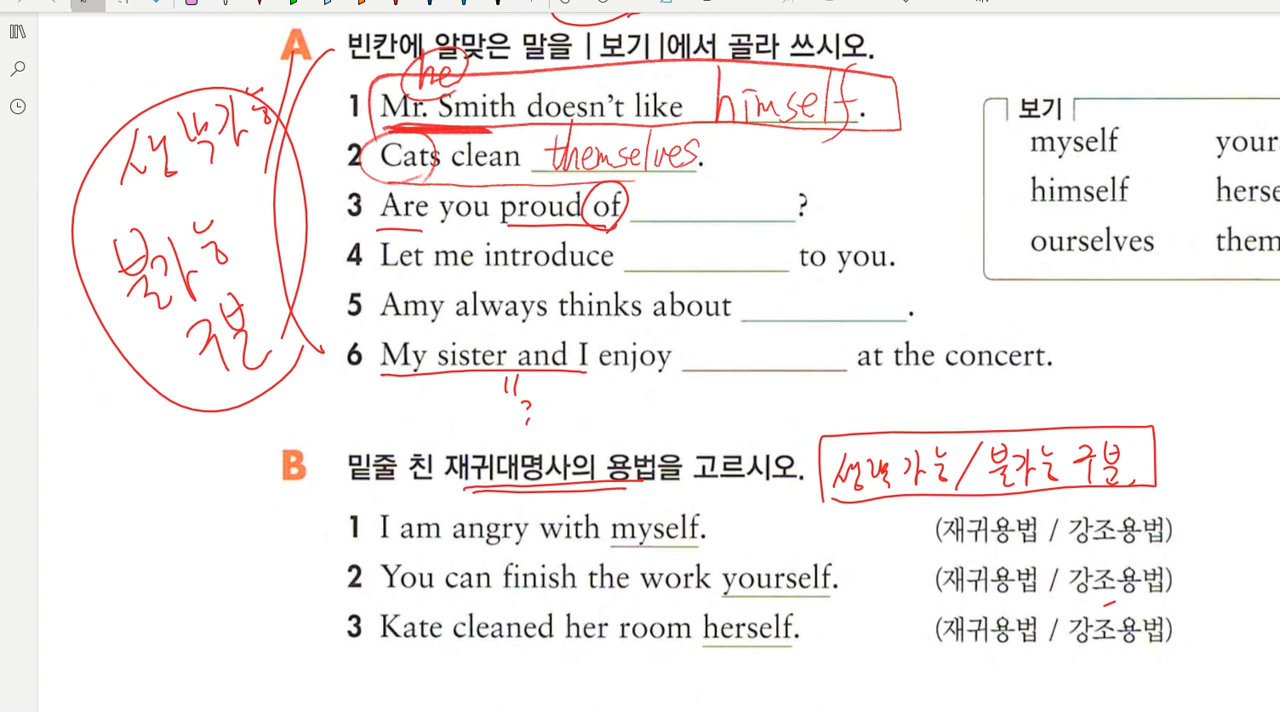 A 빈칸에 알맞은 말을 | 보기 |에서 골라 쓰시오.
he
1 Mr. Smith doesn't like himself.
2 Cats clean themselves.
3 Are you proud of ________?
4 Let me introduce ________ to you.
5 Amy always thinks about ________.
6 My sister and I enjoy ________ at the concert.
?
보기
myself your
himself herse
ourselves them
생략가능
불가능
구분
B 밑줄 친 재귀대명사의 용법을 고르시오. 생략 가능 / 불가능 구분.
1 I am angry with myself. (재귀용법 / 강조용법)
2 You can finish the work yourself. (재귀용법 / 강조용법)
3 Kate cleaned her room herself. (재귀용법 / 강조용법)